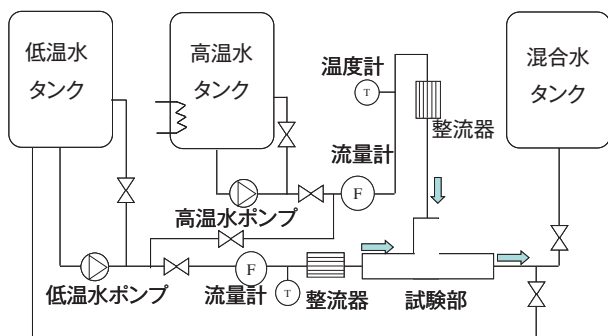 低温水
タンク
高温水
タンク
温度計
T
整流器
混合水
タンク
流量計
F
高温水ポンプ
低温水ポンプ
流量計
F
T
整流器
試験部